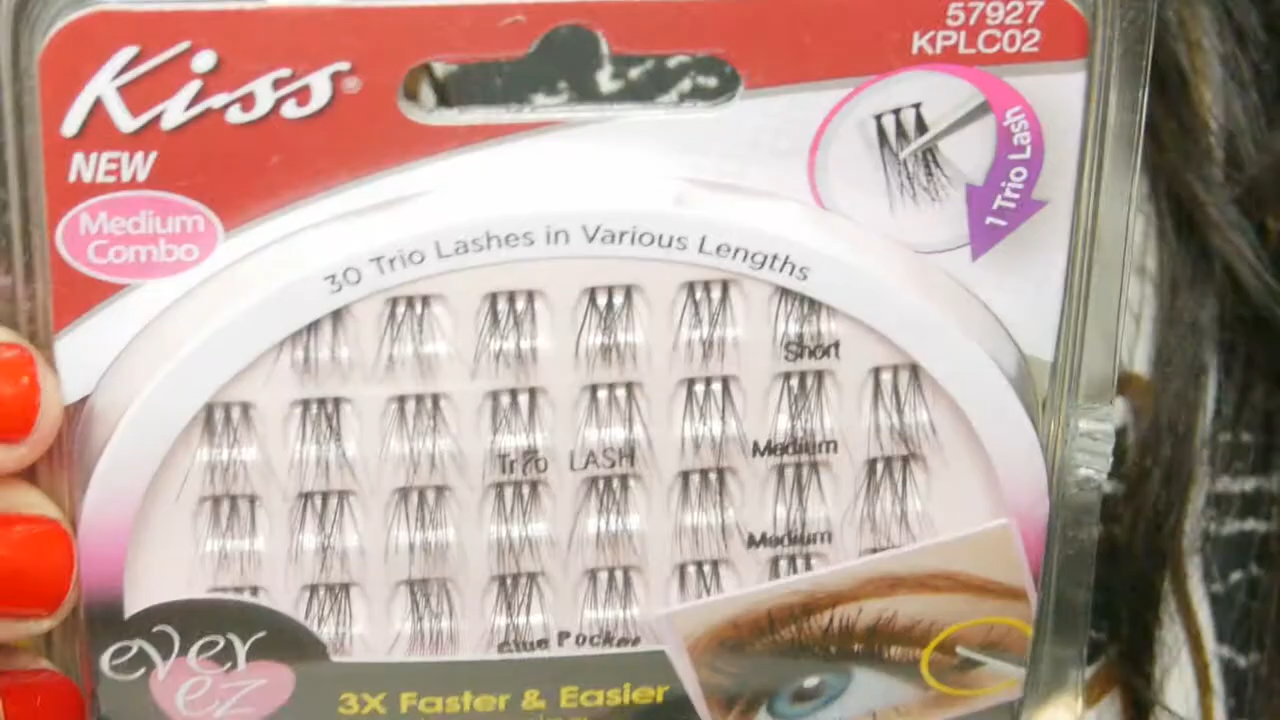 Kiss®
57927
KPLC02
NEW
Medium
Combo
1 Trio Lash
30 Trio Lashes in Various Lengths
Short
Medium
Trio LASH
Medium
Glue Pocket
ever
ez
3X Faster & Easier